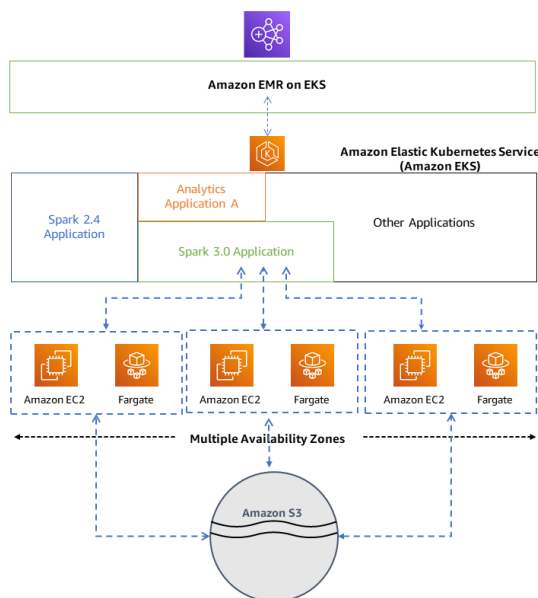 Amazon EMR on EKS
K
Amazon Elastic Kubernetes Service
(Amazon EKS)
Spark 2.4
Application
Analytics
Application A
Other Applications
Spark 3.0 Application
Amazon EC2
Fargate
Amazon EC2
Fargate
Amazon EC2
Fargate
Multiple Availability Zones
Amazon S3